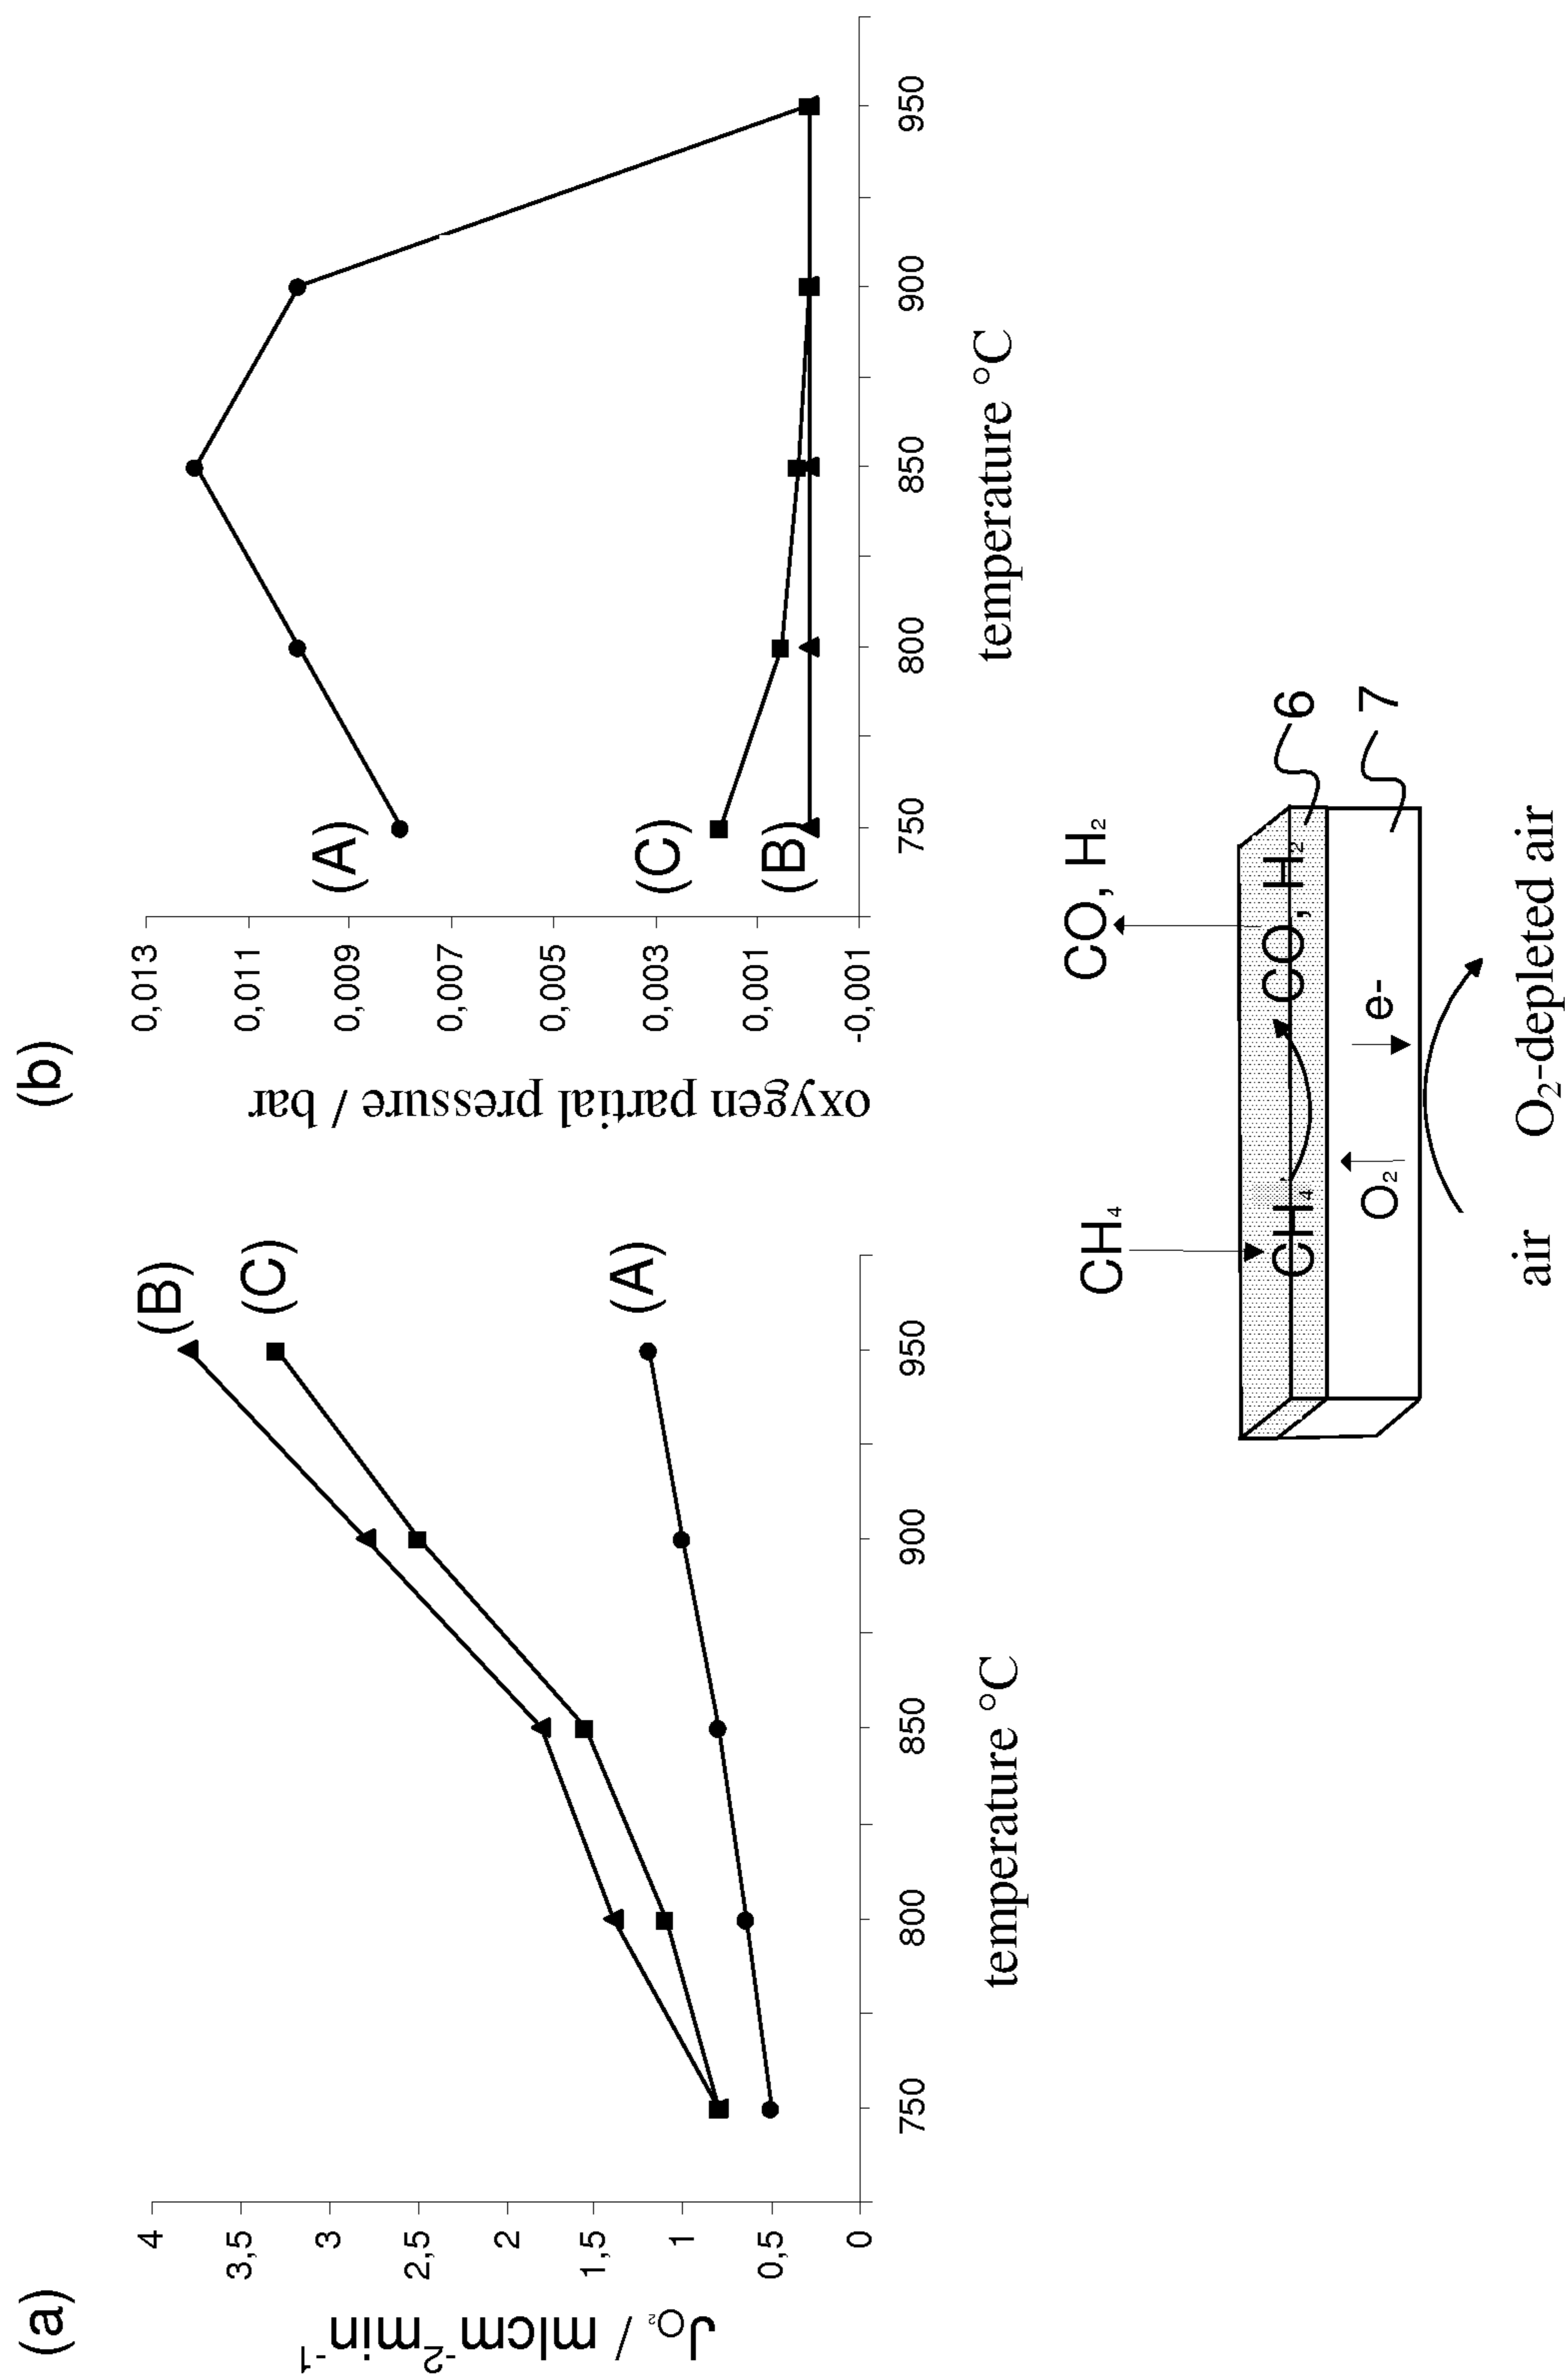 (a)
J O₂ / mlcm⁻²min⁻¹
4
3,5
3
2,5
2
1,5
1
0,5
0
750
800
850
900
950
temperature °C
(B)
(C)
(A)
(b)
oxygen partial pressure / bar
0,013
0,011
0,009
0,007
0,005
0,003
0,001
-0,001
750
800
850
900
950
temperature °C
(A)
(C)
(B)
CH₄
CO, H₂
CH₄
CO, H₂
6
O₂
e-
7
air
O₂-depleted air